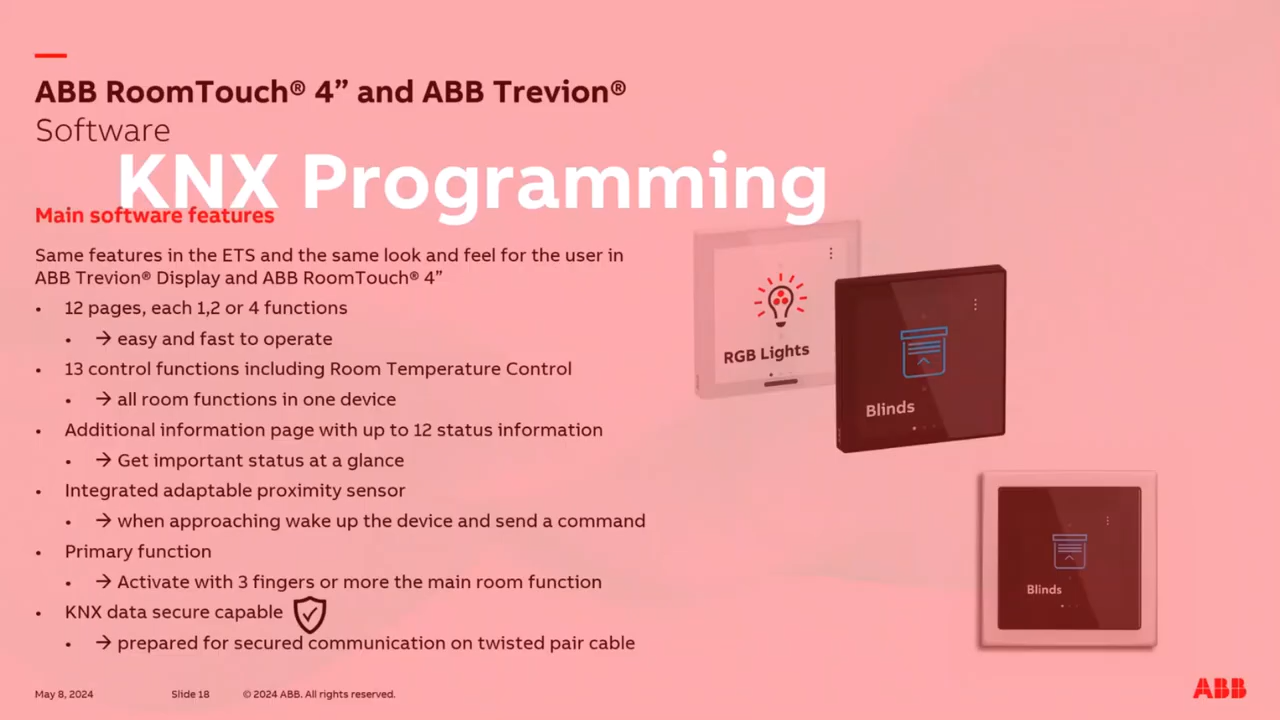 ABB RoomTouch® 4” and ABB Trevion®
Software
KNX Programming
Main software features
Same features in the ETS and the same look and feel for the user in
ABB Trevion® Display and ABB RoomTouch® 4”
• 12 pages, each 1,2 or 4 functions
• → easy and fast to operate
• 13 control functions including Room Temperature Control
• → all room functions in one device
• Additional information page with up to 12 status information
• → Get important status at a glance
• Integrated adaptable proximity sensor
• → when approaching wake up the device and send a command
• Primary function
• → Activate with 3 fingers or more the main room function
• KNX data secure capable
• → prepared for secured communication on twisted pair cable
RGB Lights
Blinds
Blinds
May 8, 2024
Slide 18
© 2024 ABB. All rights reserved.
ABB